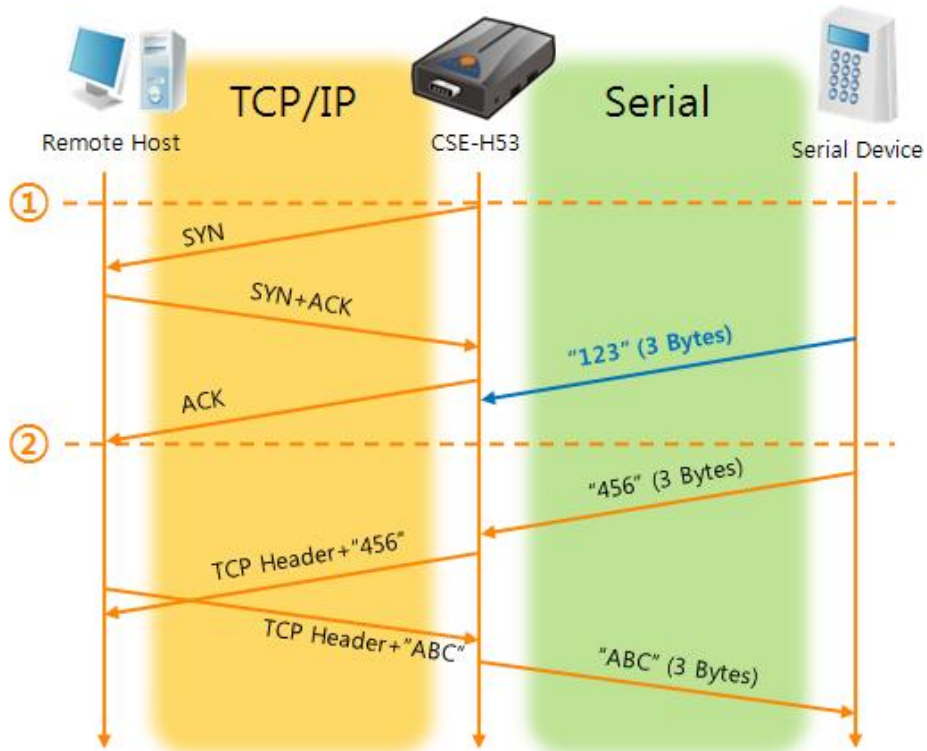 TCP/IP
Serial
Remote Host
CSE-H53
Serial Device
①
SYN
SYN+ACK
"123" (3 Bytes)
ACK
②
"456" (3 Bytes)
TCP Header+"456"
TCP Header+"ABC"
"ABC" (3 Bytes)